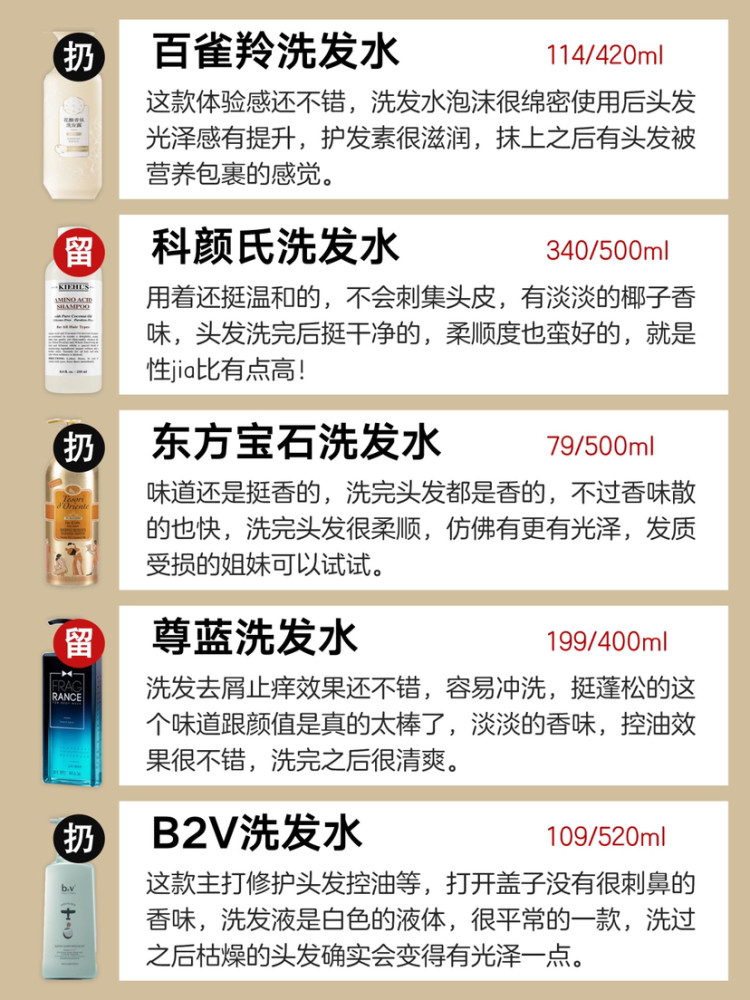 扔
百雀羚洗发水
114/420ml
这款体验感还不错，洗发水泡沫很绵密使用后头发
光泽感有提升，护发素很滋润，抹上之后有头发被
营养包裹的感觉。
留
科颜氏洗发水
340/500ml
KIEHL'S
AMINO ACID
SHAMPOO
用着还挺温和的，不会刺集头皮，有淡淡的椰子香
味，头发洗完后挺干净的，柔顺度也蛮好的，就是
性jia比有点高！
扔
东方宝石洗发水
79/500ml
Tesori
d'Oriente
味道还是挺香的，洗完头发都是香的，不过香味散
的也快，洗完头发很柔顺，仿佛有更有光泽，发质
受损的姐妹可以试试。
留
尊蓝洗发水
199/400ml
FRAG
RANCE
洗发去屑止痒效果还不错，容易冲洗，挺蓬松的这
个味道跟颜值是真的太棒了，淡淡的香味，控油效
果很不错，洗完之后很清爽。
扔
B2V洗发水
109/520ml
b2v
这款主打修护头发控油等，打开盖子没有很刺鼻的
香味，洗发液是白色的液体，很平常的一款，洗过
之后枯燥的头发确实会变得有光泽一点。